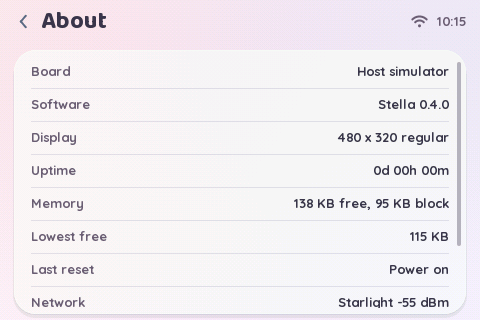 About
10:15
Board Host simulator
Software Stella 0.4.0
Display 480 x 320 regular
Uptime 0d 00h 00m
Memory 138 KB free, 95 KB block
Lowest free 115 KB
Last reset Power on
Network Starlight -55 dBm